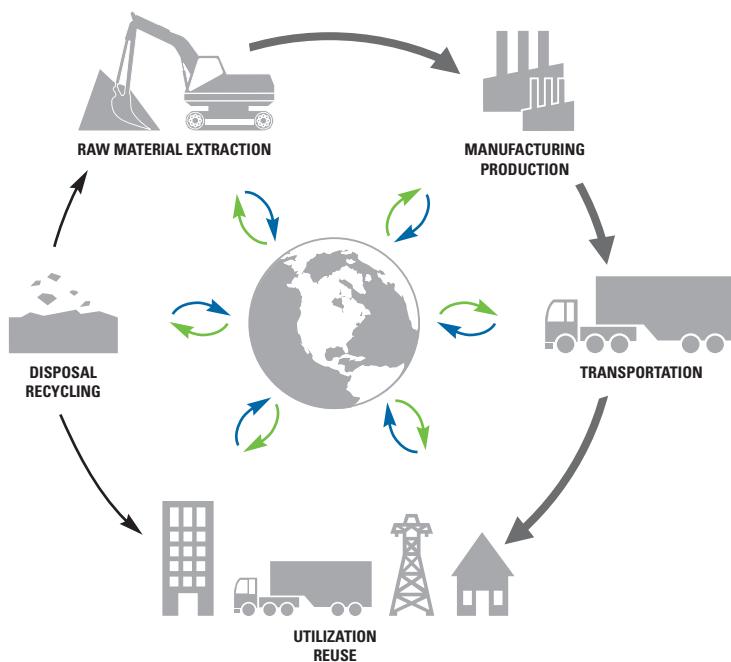 RAW MATERIAL EXTRACTION
MANUFACTURING
PRODUCTION
TRANSPORTATION
DISPOSAL
RECYCLING
UTILIZATION
REUSE